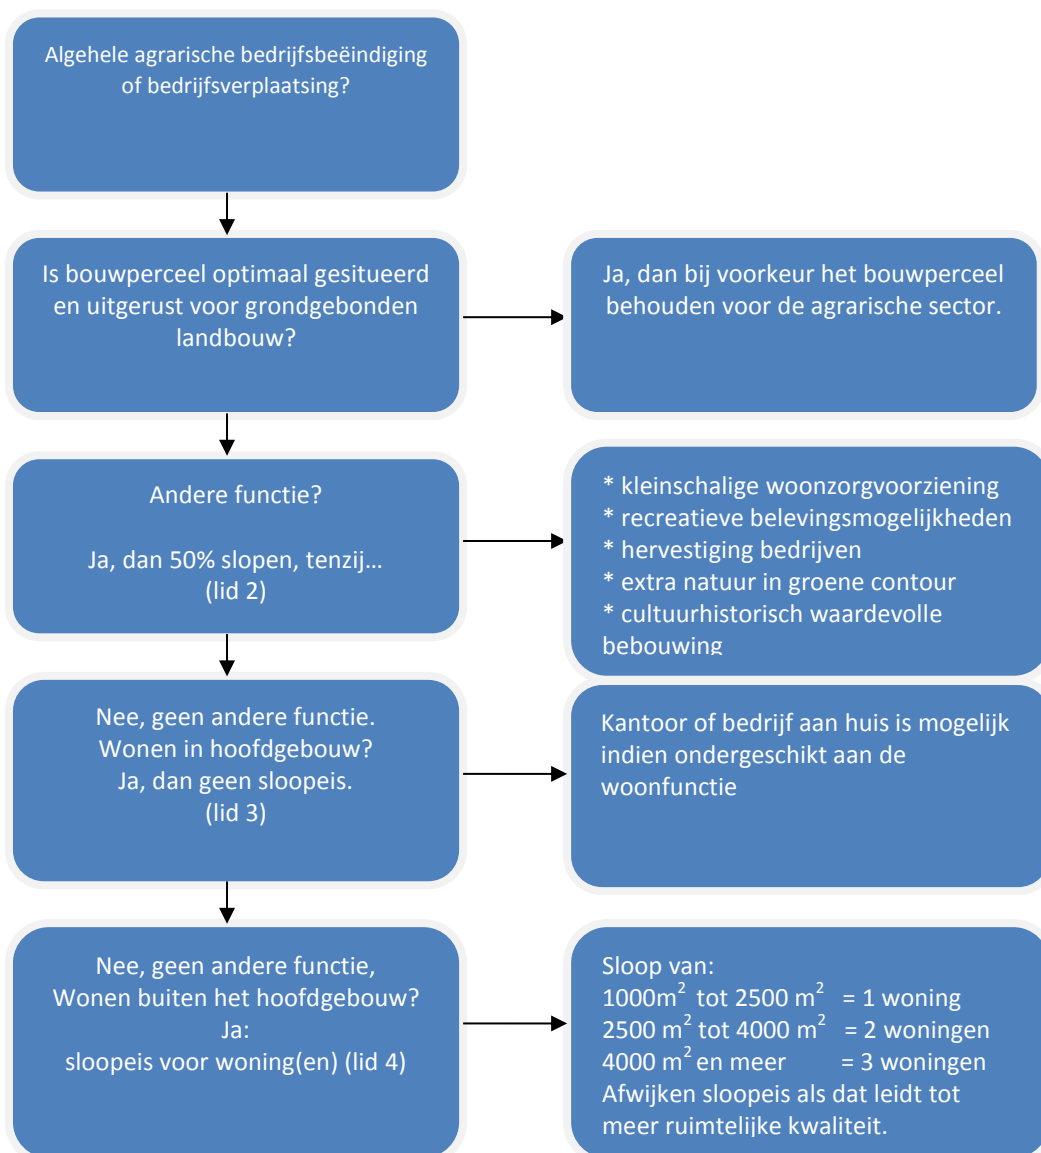 Algehele agrarische bedrijfsbeëindiging
of bedrijfsverplaatsing?
Is bouwperceel optimaal gesitueerd
en uitgerust voor grondgebonden
landbouw?
Ja, dan bij voorkeur het bouwperceel
behouden voor de agrarische sector.
Andere functie?
Ja, dan 50% slopen, tenzij...
(lid 2)
* kleinschalige woonzorgvoorziening
* recreatieve belevingsmogelijkheden
* hervestiging bedrijven
* extra natuur in groene contour
* cultuurhistorisch waardevolle
bebouwing
Nee, geen andere functie.
Wonen in hoofdgebouw?
Ja, dan geen sloopeis.
(lid 3)
Kantoor of bedrijf aan huis is mogelijk
indien ondergeschikt aan de
woonfunctie
Nee, geen andere functie,
Wonen buiten het hoofdgebouw?
Ja:
sloopeis voor woning(en) (lid 4)
Sloop van:
1000m² tot 2500 m² = 1 woning
2500 m² tot 4000 m² = 2 woningen
4000 m² en meer = 3 woningen
Afwijken sloopeis als dat leidt tot
meer ruimtelijke kwaliteit.